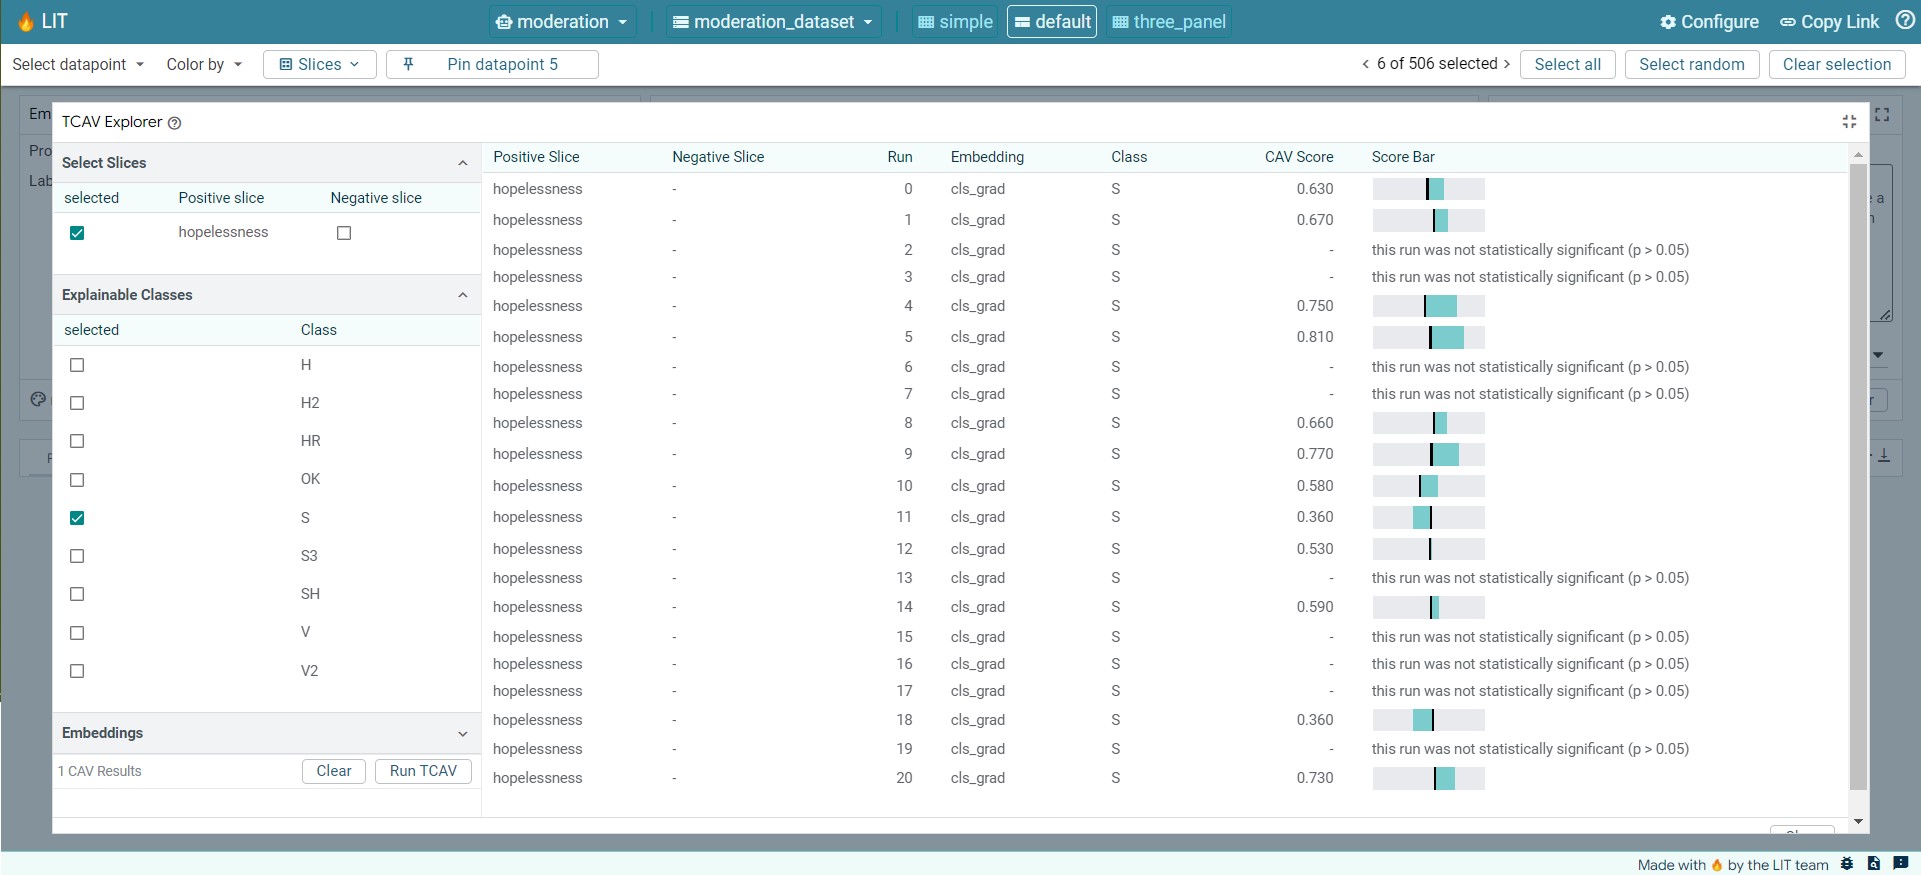 LIT
moderation moderation_dataset simple default three_panel Configure Copy Link
Select datapoint Color by Slices Pin datapoint 5 6 of 506 selected Select all Select random Clear selection
Em
TCAV Explorer
Pro
Lab
Select Slices
selected Positive slice Negative slice
hopelessness
Explainable Classes
selected Class
H
H2
HR
OK
S
S3
SH
V
V2
Embeddings
1 CAV Results Clear Run TCAV
Positive Slice Negative Slice Run Embedding Class CAV Score Score Bar
hopelessness - 0 cls_grad S 0.630
hopelessness - 1 cls_grad S 0.670
hopelessness - 2 cls_grad S - this run was not statistically significant (p > 0.05)
hopelessness - 3 cls_grad S - this run was not statistically significant (p > 0.05)
hopelessness - 4 cls_grad S 0.750
hopelessness - 5 cls_grad S 0.810
hopelessness - 6 cls_grad S - this run was not statistically significant (p > 0.05)
hopelessness - 7 cls_grad S - this run was not statistically significant (p > 0.05)
hopelessness - 8 cls_grad S 0.660
hopelessness - 9 cls_grad S 0.770
hopelessness - 10 cls_grad S 0.580
hopelessness - 11 cls_grad S 0.360
hopelessness - 12 cls_grad S 0.530
hopelessness - 13 cls_grad S - this run was not statistically significant (p > 0.05)
hopelessness - 14 cls_grad S 0.590
hopelessness - 15 cls_grad S - this run was not statistically significant (p > 0.05)
hopelessness - 16 cls_grad S - this run was not statistically significant (p > 0.05)
hopelessness - 17 cls_grad S - this run was not statistically significant (p > 0.05)
hopelessness - 18 cls_grad S 0.360
hopelessness - 19 cls_grad S - this run was not statistically significant (p > 0.05)
hopelessness - 20 cls_grad S 0.730
Made with 🔥 by the LIT team